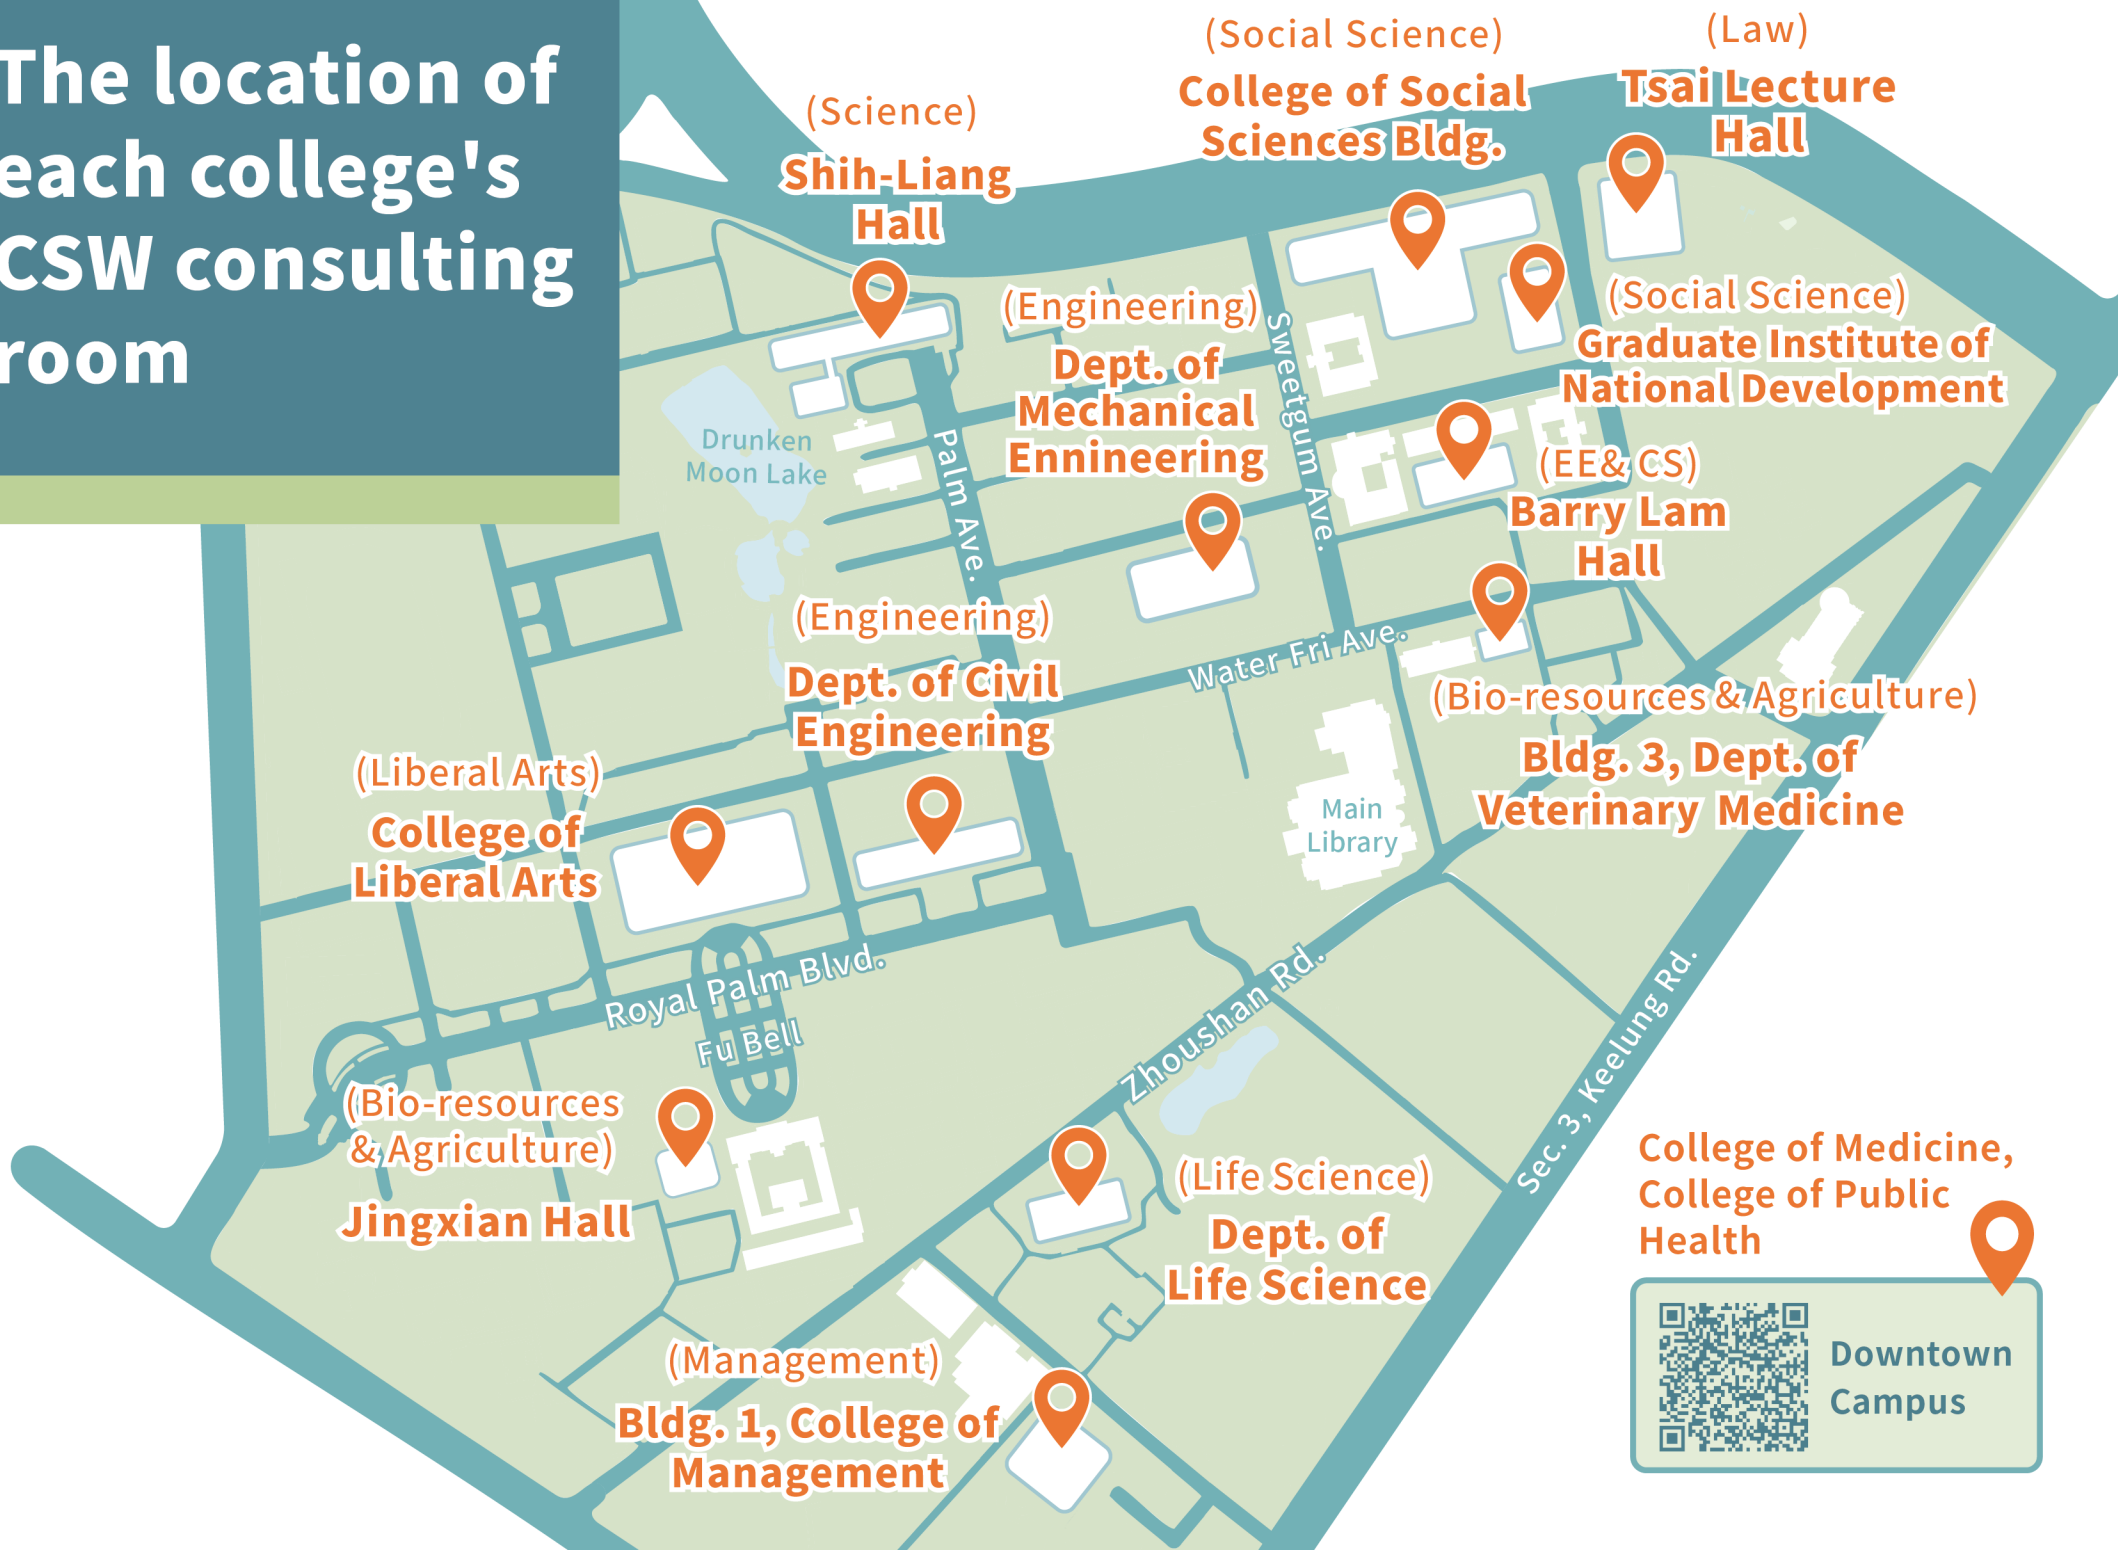 The location of
each college's
CSW consulting
room
(Science)
Shih-Liang
Hall
(Social Science)
College of Social
Sciences Bldg.
(Law)
Tsai Lecture
Hall
(Engineering)
Dept. of
Mechanical
Ennineering
Sweetgum Ave.
(Social Science)
Graduate Institute of
National Development
Drunken
Moon Lake
Palm Ave.
(EE& CS)
Barry Lam
Hall
(Engineering)
Dept. of Civil
Engineering
Water Fri Ave.
(Bio-resources & Agriculture)
Bldg. 3, Dept. of
Veterinary Medicine
(Liberal Arts)
College of
Liberal Arts
Main
Library
Royal Palm Blvd.
Fu Bell
Zhoushan Rd.
Sec. 3, Keelung Rd.
(Bio-resources
& Agriculture)
Jingxian Hall
(Life Science)
Dept. of
Life Science
College of Medicine,
College of Public
Health
Downtown
Campus
(Management)
Bldg. 1, College of
Management